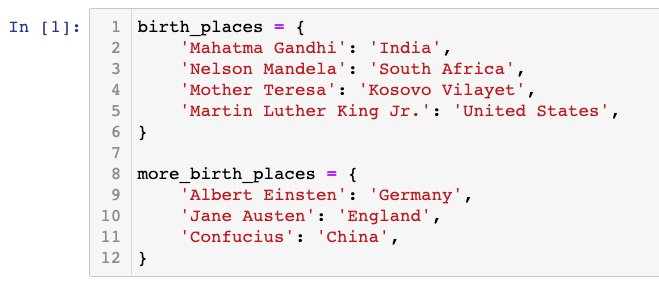 In [1]:
1 birth_places = {
2     'Mahatma Gandhi': 'India',
3     'Nelson Mandela': 'South Africa',
4     'Mother Teresa': 'Kosovo Vilayet',
5     'Martin Luther King Jr.': 'United States',
6 }
7
8 more_birth_places = {
9     'Albert Einsten': 'Germany',
10     'Jane Austen': 'England',
11     'Confucius': 'China',
12 }